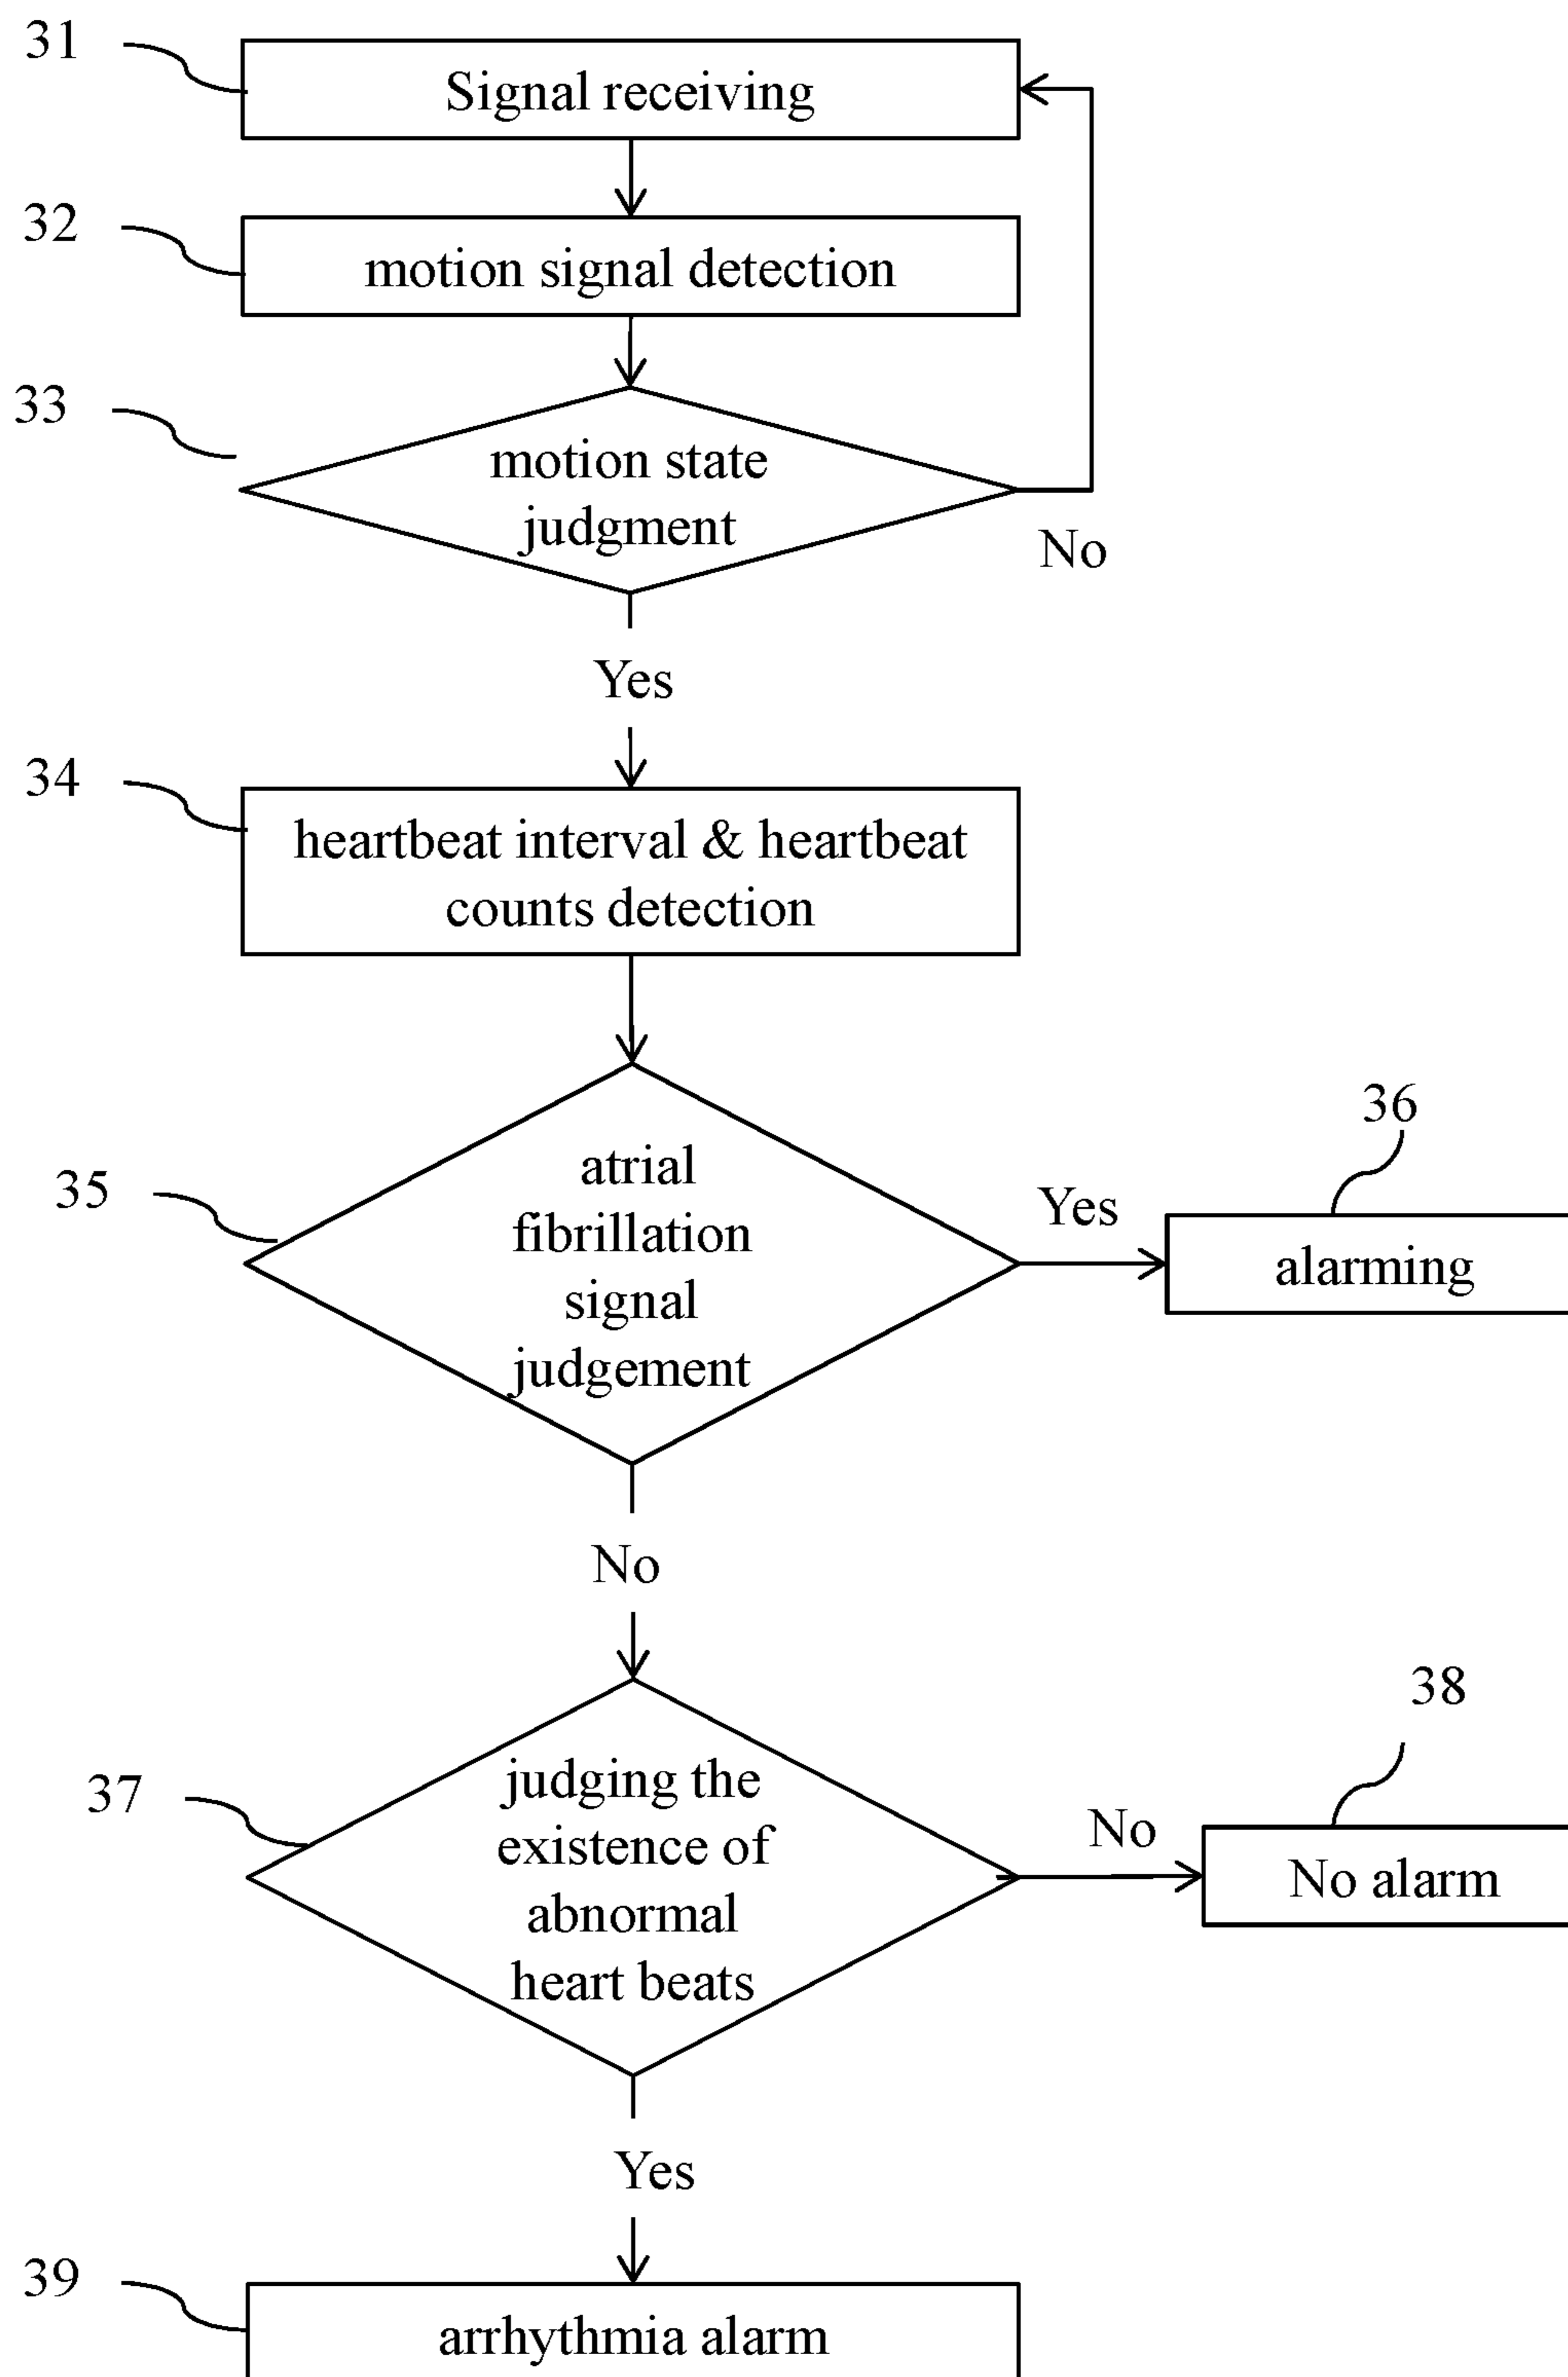 31
Signal receiving
32
motion signal detection
33
motion state
judgment
No
Yes
34
heartbeat interval & heartbeat
counts detection
35
atrial
fibrillation
signal
judgement
Yes
36
alarming
No
37
judging the
existence of
abnormal
heart beats
No
38
No alarm
Yes
39
arrhythmia alarm